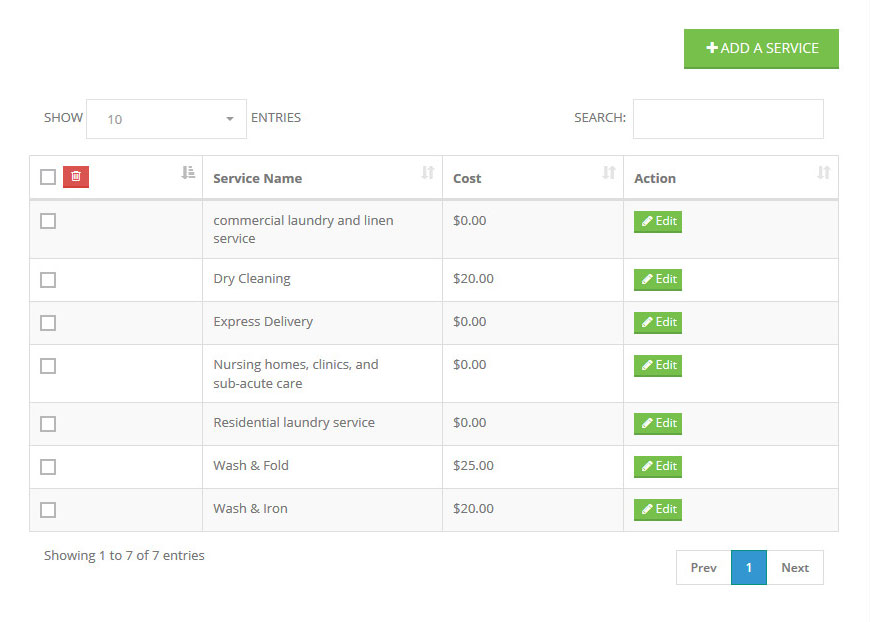 ADD A SERVICE
SHOW 10 ENTRIES SEARCH:
Service Name Cost Action
commercial laundry and linen $0.00 Edit
service
Dry Cleaning $20.00 Edit
Express Delivery $0.00 Edit
Nursing homes, clinics, and $0.00 Edit
sub-acute care
Residential laundry service $0.00 Edit
Wash & Fold $25.00 Edit
Wash & Iron $20.00 Edit
Showing 1 to 7 of 7 entries
Prev 1 Next